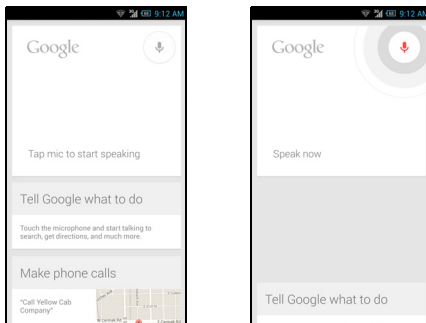 9:12 AM
Google
Tap mic to start speaking
Tell Google what to do
Touch the microphone and start talking to
search, get directions, and much more.
Make phone calls
"Call Yellow Cab
Company"
9:12 AM
Google
Speak now
Tell Google what to do